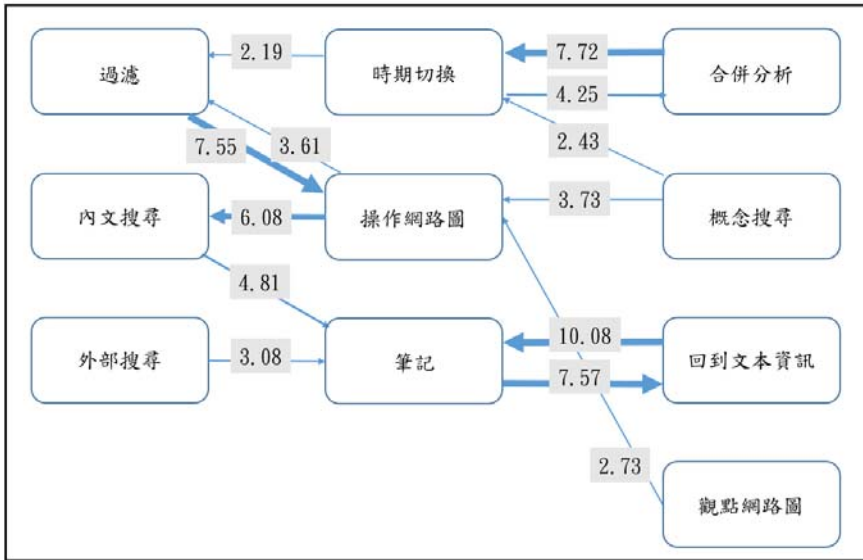 過濾
2.19
時期切換
7.72
4.25
合併分析
7.55
3.61
2.43
內文搜尋
6.08
操作網路圖
3.73
概念搜尋
4.81
外部搜尋
3.08
筆記
10.08
7.57
回到文本資訊
2.73
觀點網路圖